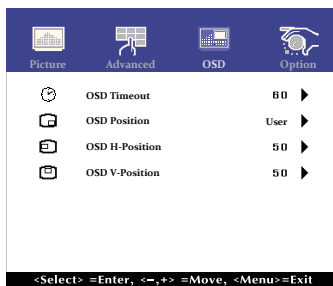 Picture Advanced OSD Option
OSD Timeout 60
OSD Position User
OSD H-Position 50
OSD V-Position 50
<Select> =Enter, <−,+> =Move, <Menu>=Exit